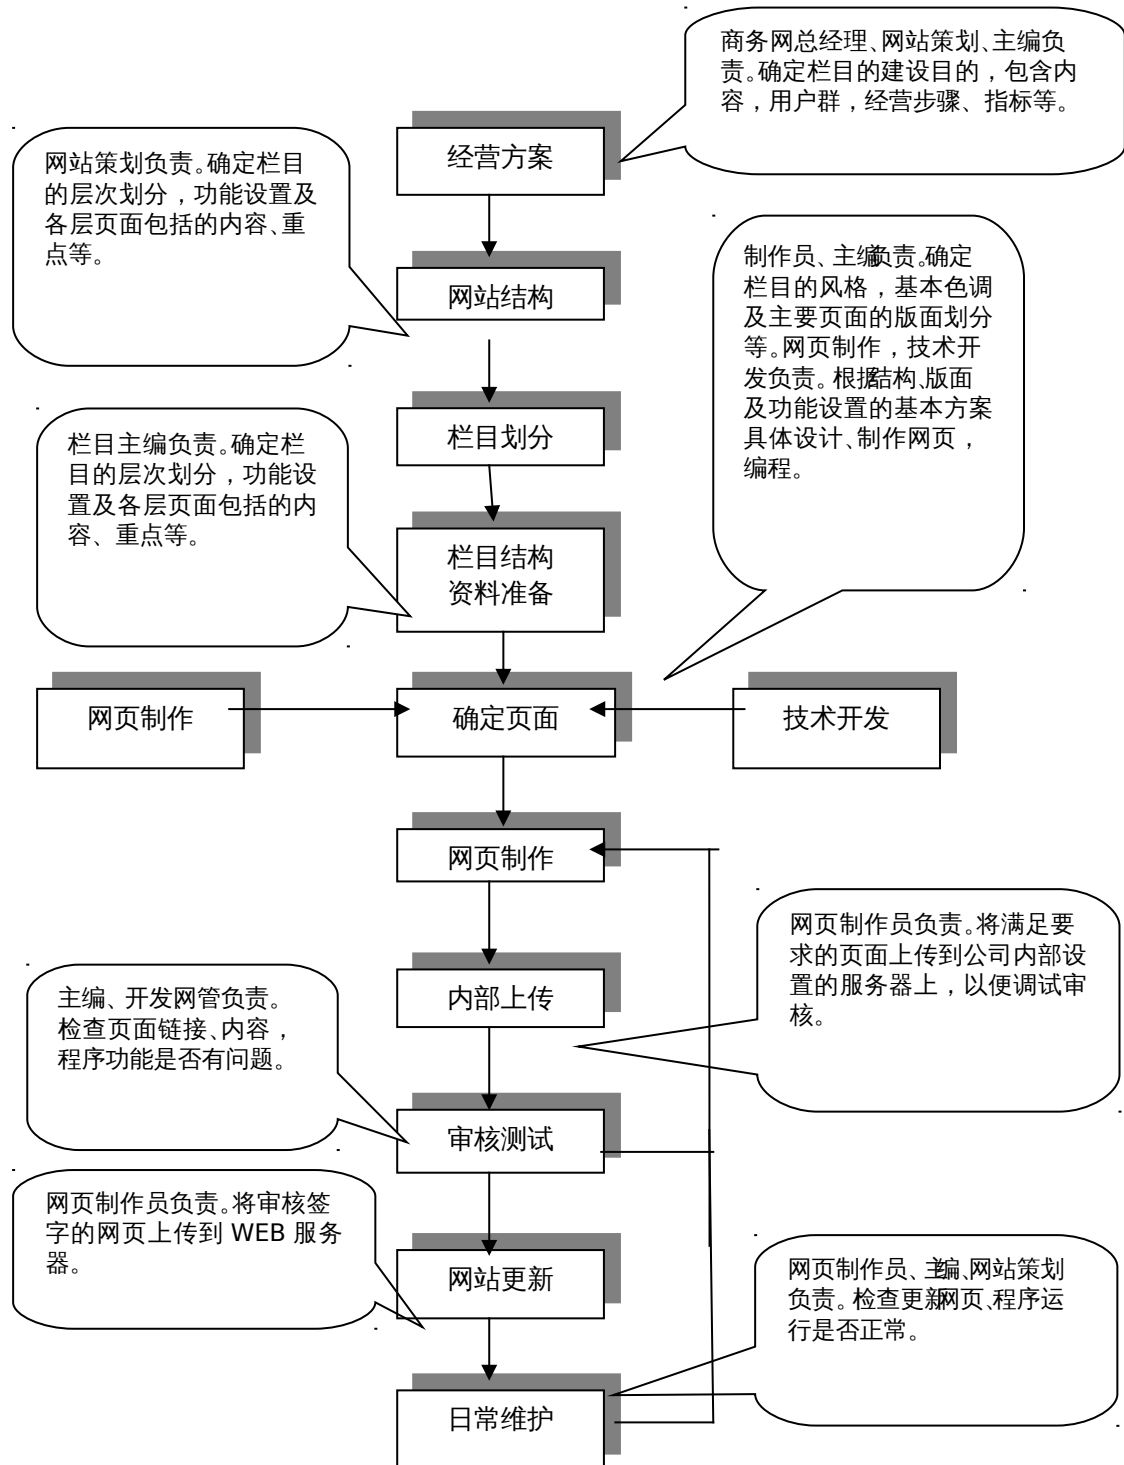 商务网总经理、网站策划、主编负
责。确定栏目的建设目的，包含内
容，用户群，经营步骤、指标等。
经营方案
网站策划负责。确定栏目
的层次划分，功能设置及
各层页面包括的内容、重
点等。
网站结构
制作员、主编负责。确定
栏目的风格，基本色调
及主要页面的版面划分
等。网页制作，技术开
发负责。根据结构、版面
及功能设置的基本方案
具体设计、制作网页，
编程。
栏目划分
栏目主编负责。确定栏
目的层次划分，功能设
置及各层页面包括的内
容、重点等。
栏目结构
资料准备
网页制作
确定页面
技术开发
网页制作
网页制作员负责。将满足要
求的页面上传到公司内部设
置的服务器上，以便调试审
核。
内部上传
主编、开发网管负责。
检查页面链接、内容，
程序功能是否有问题。
审核测试
网页制作员负责。将审核签
字的网页上传到 WEB 服务
器。
网站更新
网页制作员、主编、网站策划
负责。检查更新网页、程序运
行是否正常。
日常维护